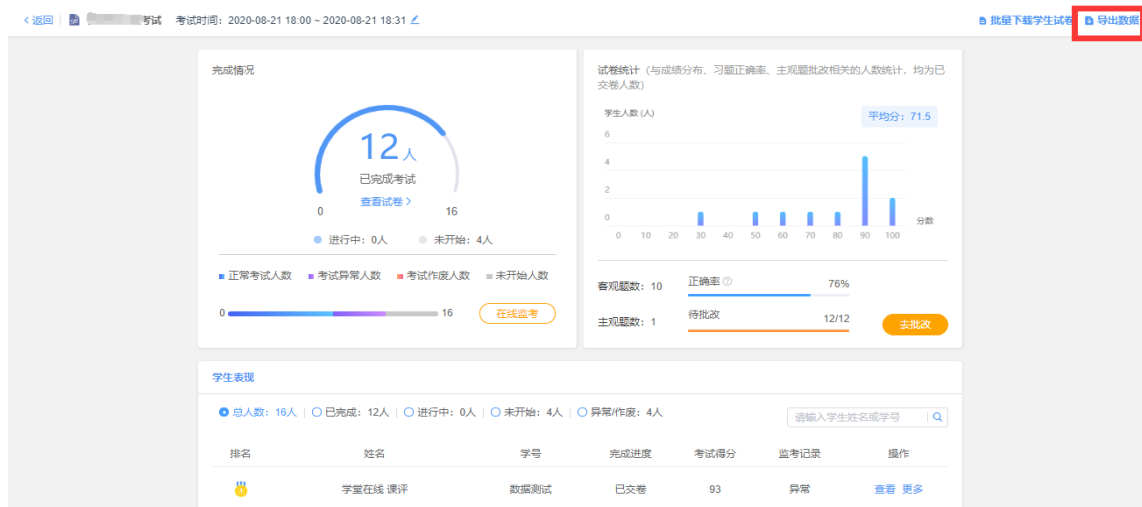 <返回 考试 考试时间：2020-08-21 18:00 ~ 2020-08-21 18:31 批量下载学生试卷 导出数据
完成情况
12人
已完成考试
查看试卷 >
0 16
进行中：0人 未开始：4人
正常考试人数 考试异常人数 考试作废人数 未开始人数
0 16 在线监考
试卷统计（与成绩分布、习题正确率、主观题批改相关的人数统计，均为已
交卷人数）
学生人数(人) 平均分：71.5
6
4
2
0
分数
0 10 20 30 40 50 60 70 80 90 100
客观题数：10 正确率 76%
主观题数：1 待批改 12/12 去批改
学生表现
总人数：16人 已完成：12人 进行中：0人 未开始：4人 异常/作废：4人 请输入学生姓名或学号
排名 姓名 学号 完成进度 考试得分 监考记录 操作
1 学堂在线 课评 数据测试 已交卷 93 异常 查看 更多